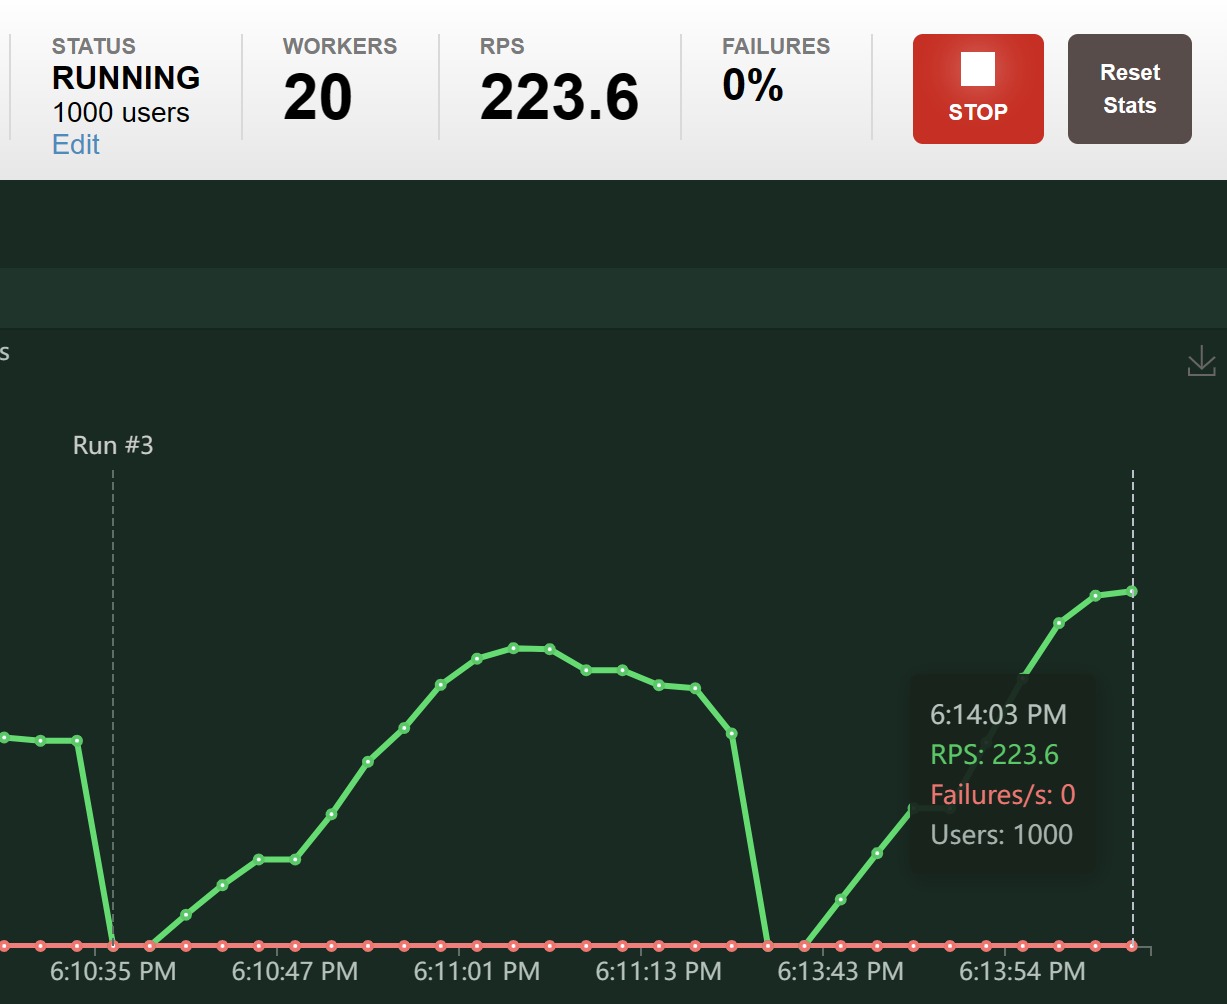 STATUS
RUNNING
1000 users
Edit
WORKERS
20
RPS
223.6
FAILURES
0%
STOP
Reset
Stats
s
Run #3
6:14:03 PM
RPS: 223.6
Failures/s: 0
Users: 1000
6:10:35 PM 6:10:47 PM 6:11:01 PM 6:11:13 PM 6:13:43 PM 6:13:54 PM